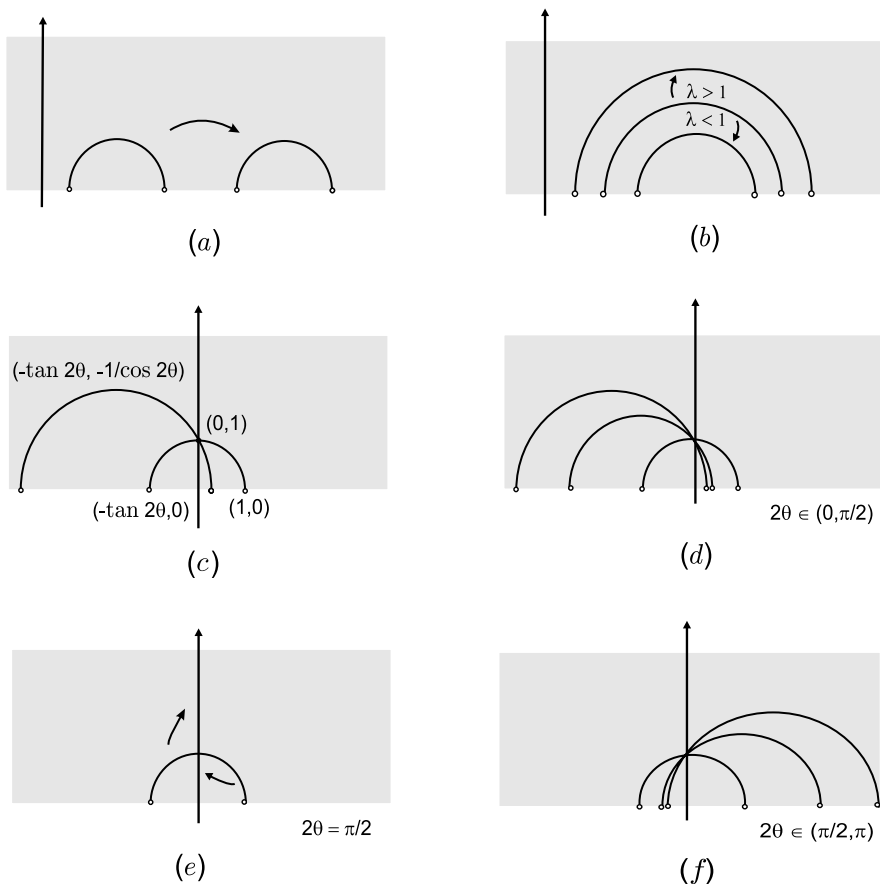 (a)
λ > 1
λ < 1
(b)
(-tan 2θ, -1/cos 2θ)
(0,1)
(-tan 2θ,0)
(1,0)
(c)
2θ ∈ (0,π/2)
(d)
2θ = π/2
(e)
2θ ∈ (π/2,π)
(f)